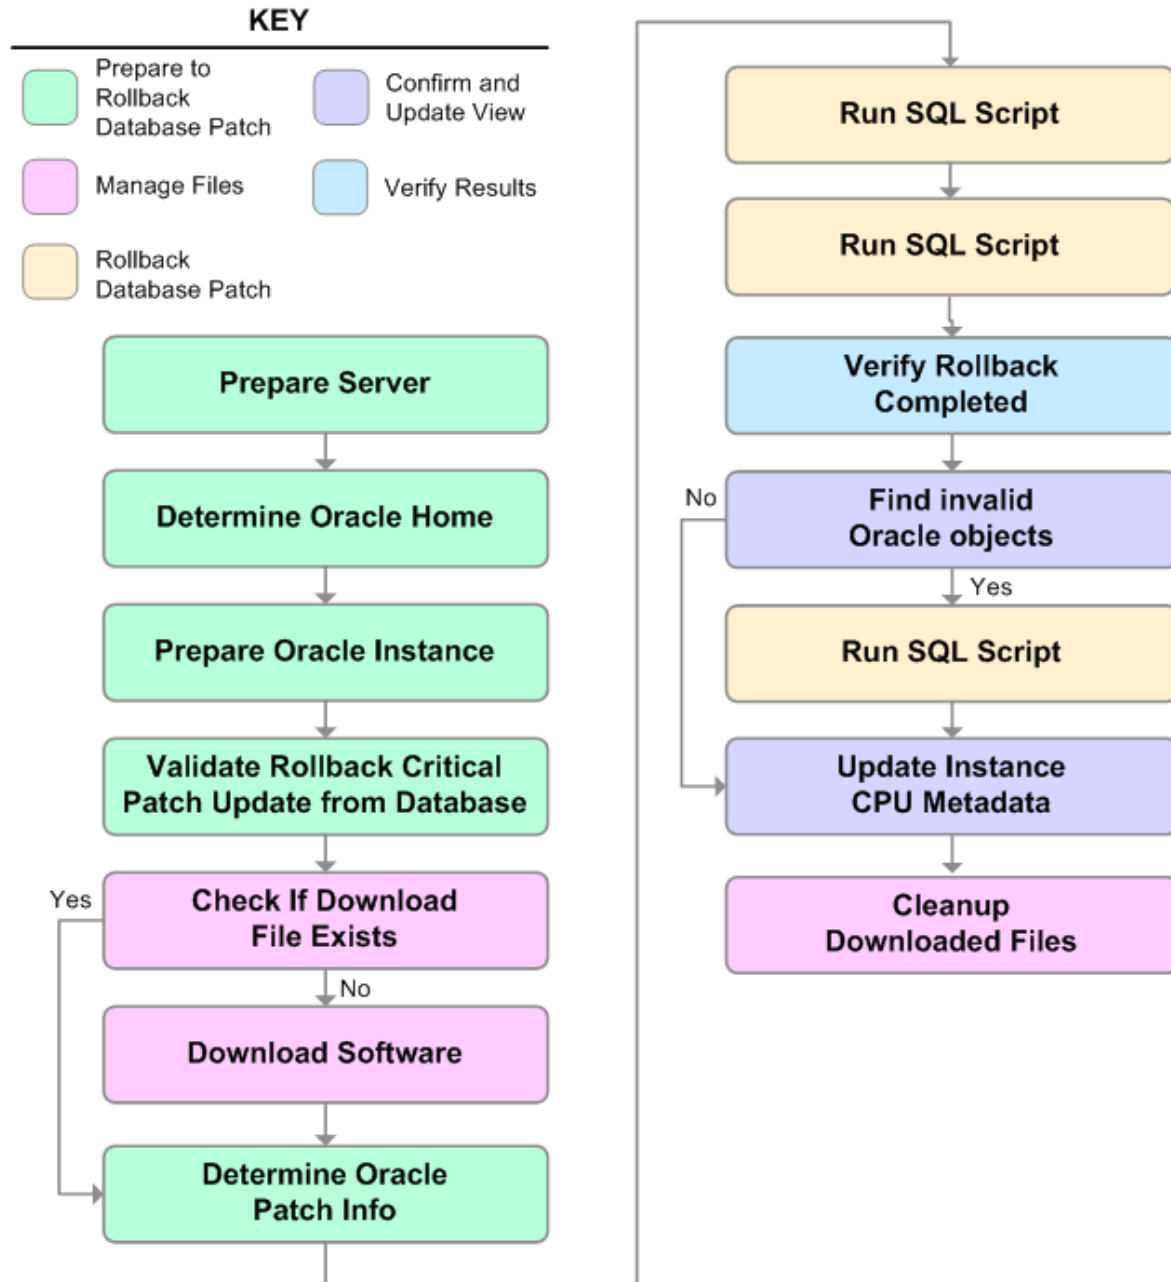 KEY
Prepare to
Rollback
Database Patch
Confirm and
Update View
Manage Files
Verify Results
Rollback
Database Patch
Prepare Server
Determine Oracle Home
Prepare Oracle Instance
Validate Rollback Critical
Patch Update from Database
Yes
Check If Download
File Exists
No
Download Software
Determine Oracle
Patch Info
Run SQL Script
Run SQL Script
Verify Rollback
Completed
No
Find invalid
Oracle objects
Yes
Run SQL Script
Update Instance
CPU Metadata
Cleanup
Downloaded Files